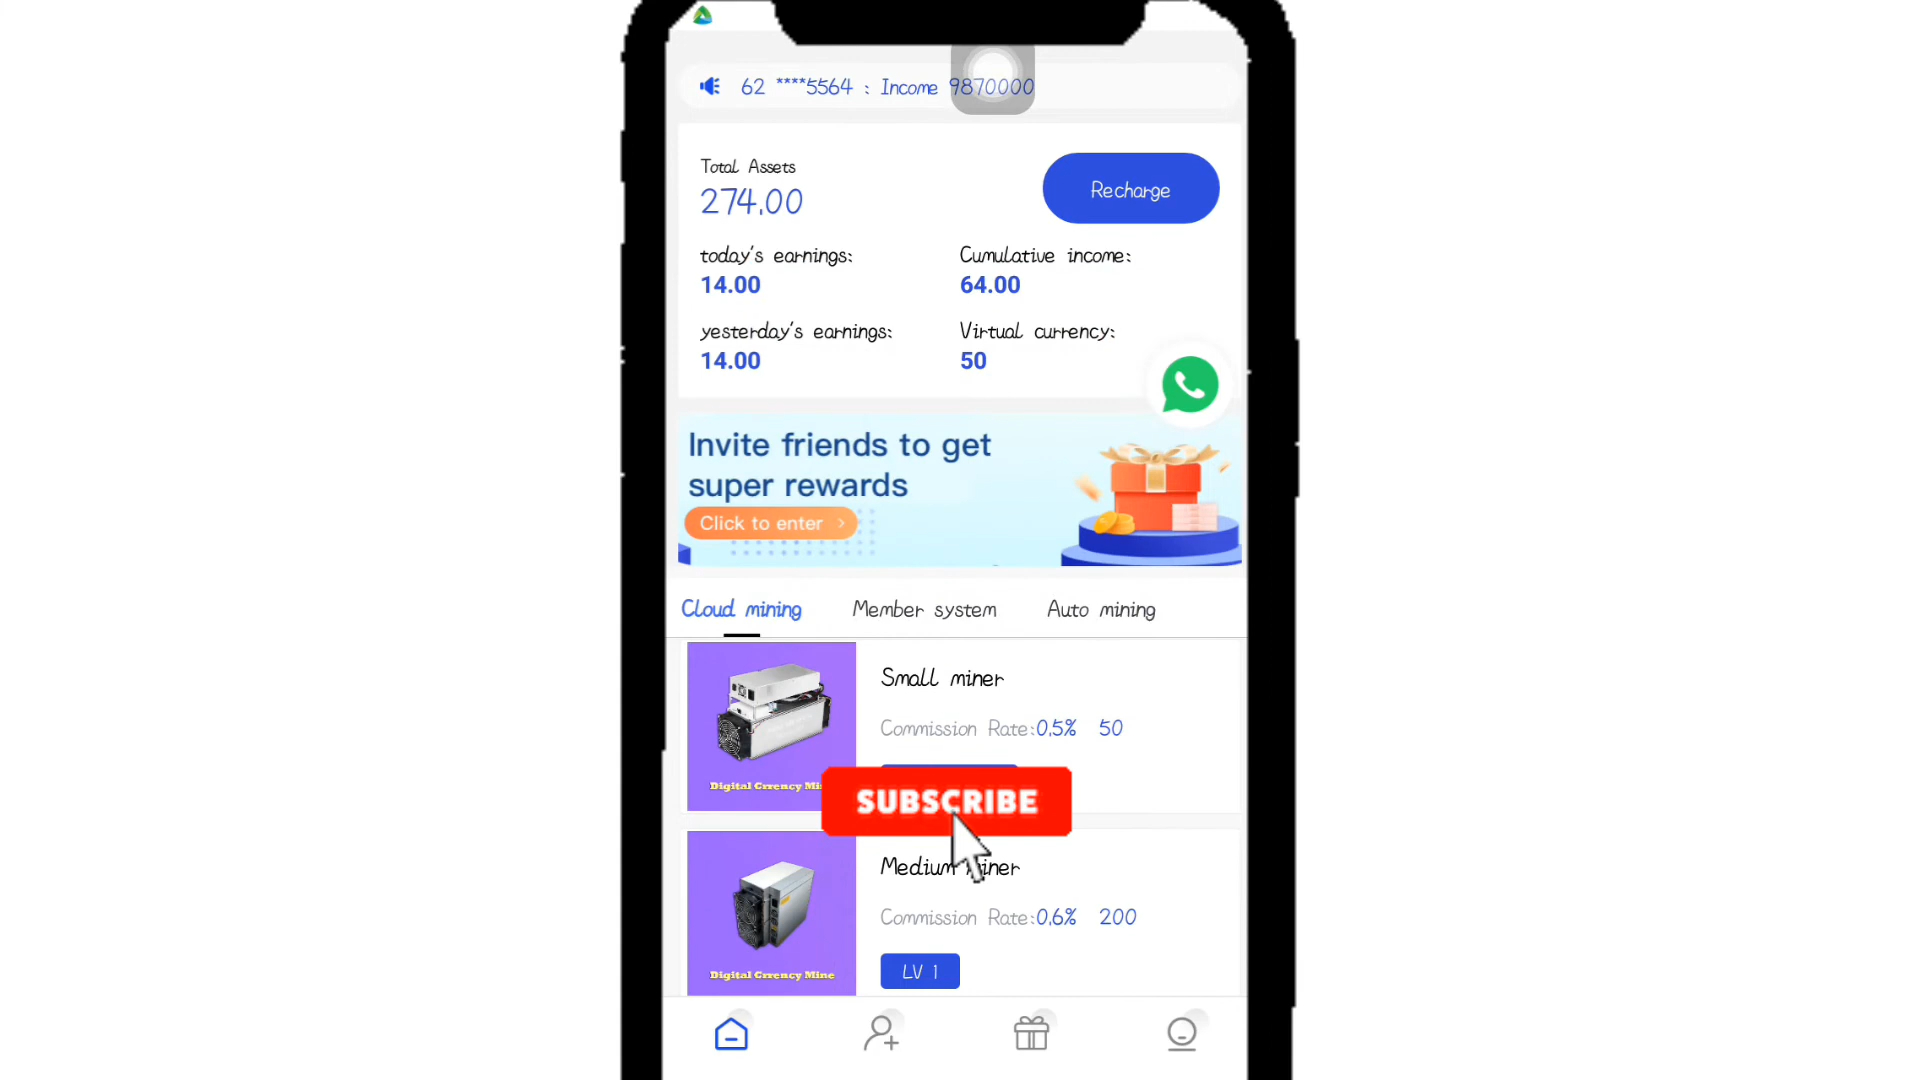 62 ****5564 : Income 9870000
Total Assets
274.00
Recharge
today's earnings:
14.00
Cumulative income:
64.00
yesterday's earnings:
14.00
Virtual currency:
50
Invite friends to get
super rewards
Click to enter >
Cloud mining
Member system
Auto mining
Small miner
Commission Rate:0.5% 50
Digital Crrency Mi
SUBSCRIBE
Medium iner
Commission Rate:0.6% 200
Digital Crrency Mine
LV 1